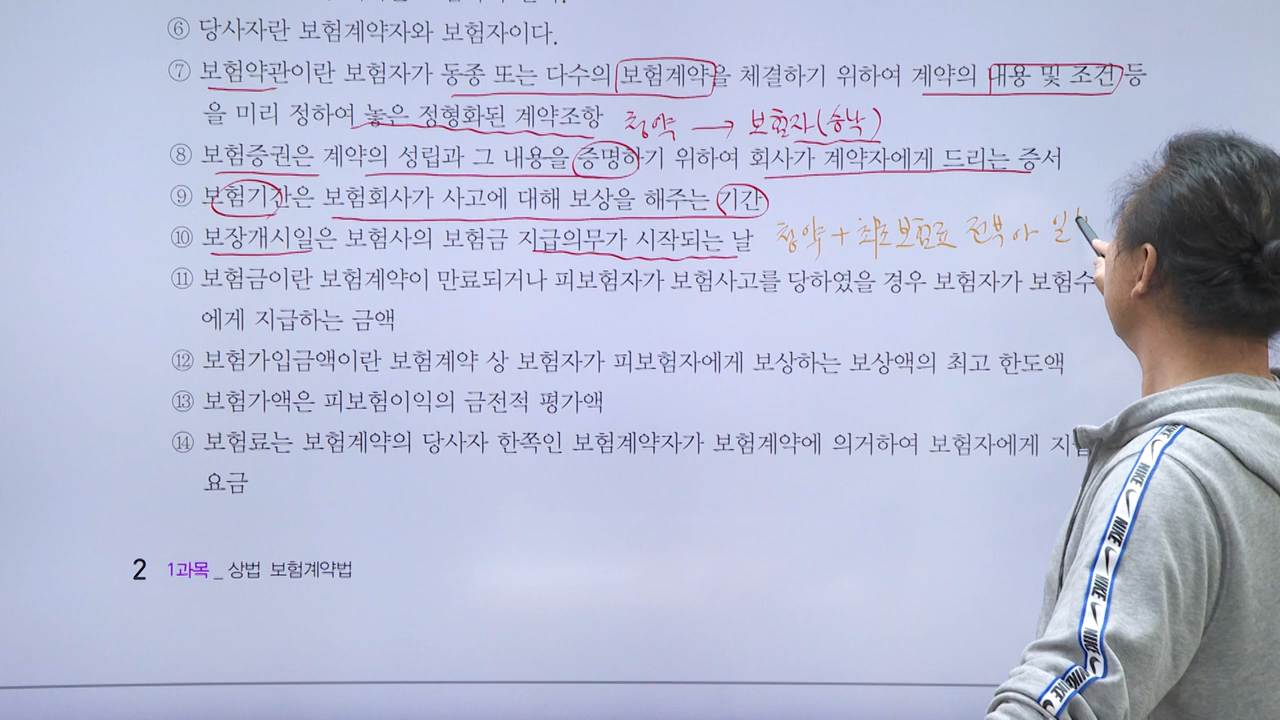 ⑥ 당사자란 보험계약자와 보험자이다.
⑦ 보험약관이란 보험자가 동종 또는 다수의 보험계약을 체결하기 위하여 계약의 내용 및 조건 등
을 미리 정하여 놓은 정형화된 계약조항
청약 → 보험자(승낙)
⑧ 보험증권은 계약의 성립과 그 내용을 증명하기 위하여 회사가 계약자에게 드리는 증서
⑨ 보험기간은 보험회사가 사고에 대해 보상을 해주는 기간
⑩ 보장개시일은 보험사의 보험금 지급의무가 시작되는 날
청약 + 최초보험료 전부 or 일
⑪ 보험금이란 보험계약이 만료되거나 피보험자가 보험사고를 당하였을 경우 보험자가 보험수
에게 지급하는 금액
⑫ 보험가입금액이란 보험계약 상 보험자가 피보험자에게 보상하는 보상액의 최고 한도액
⑬ 보험가액은 피보험이익의 금전적 평가액
⑭ 보험료는 보험계약의 당사자 한쪽인 보험계약자가 보험계약에 의거하여 보험자에게 지급
요금
2 1과목 _ 상법 보험계약법
NIKE
NIKE
NIKE
NIKE
NIKE
NIKE